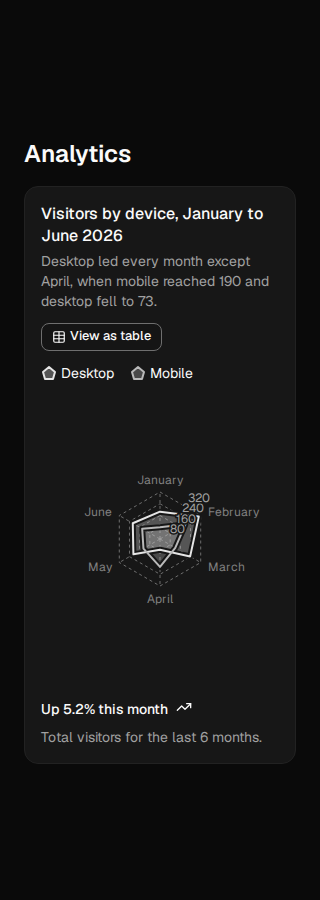 Analytics
Visitors by device, January to
June 2026
Desktop led every month except
April, when mobile reached 190 and
desktop fell to 73.
View as table
Desktop
Mobile
January
320
240
160
80
June
February
May
March
April
Up 5.2% this month
Total visitors for the last 6 months.